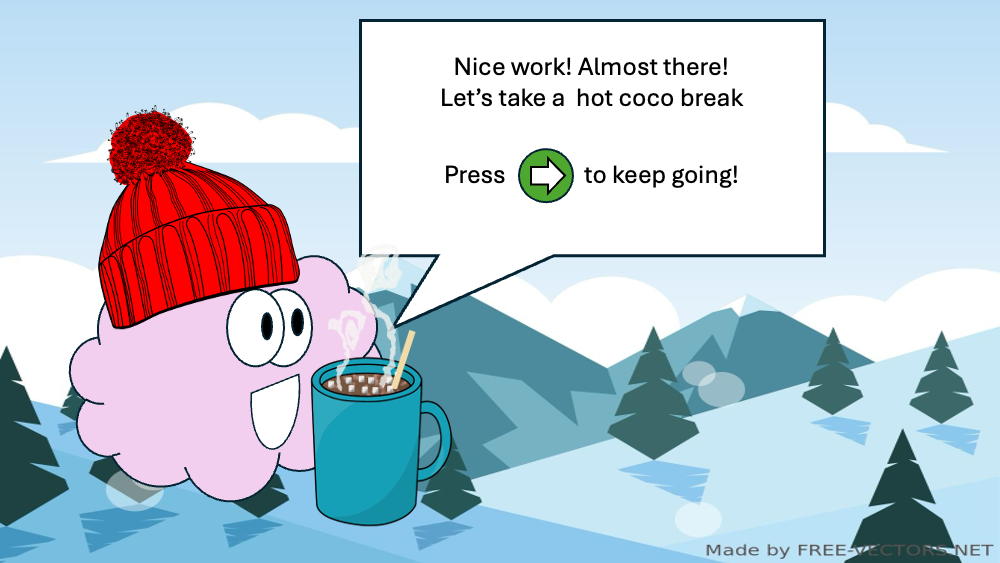 Nice work! Almost there!
Let's take a  hot coco break
Press to keep going!
Made by FREE-VECTORS.NET